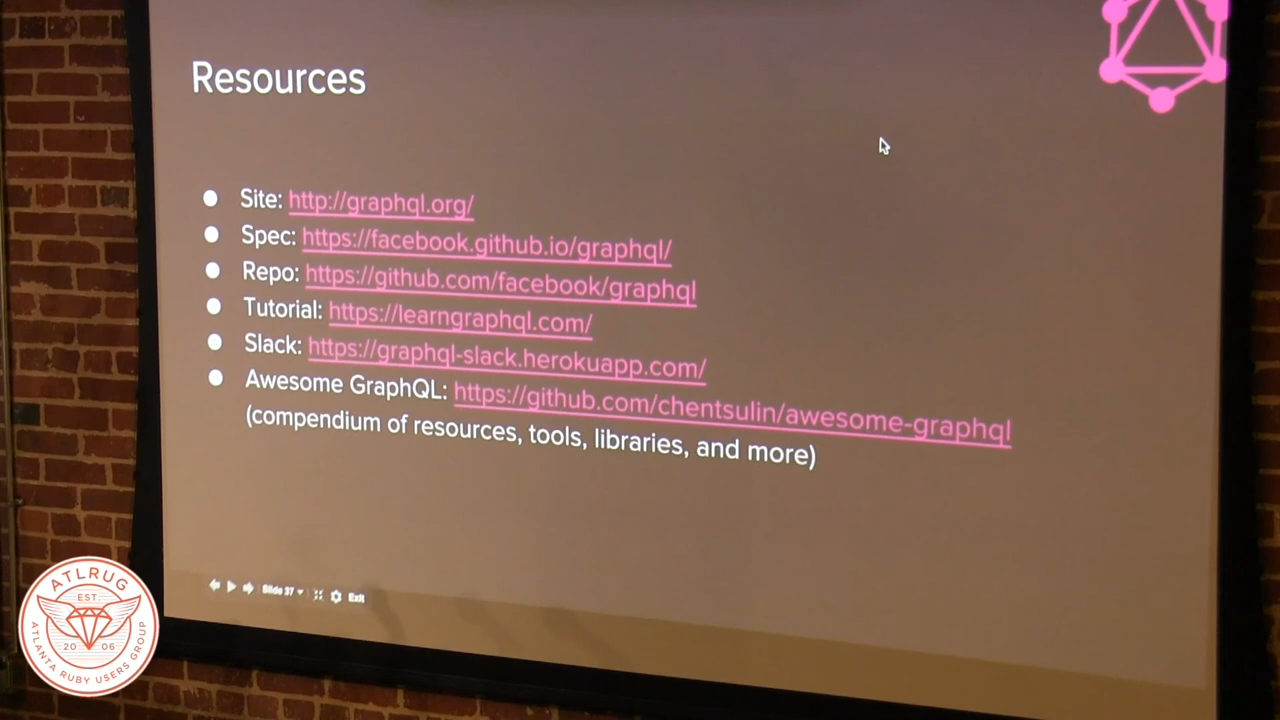 Resources
● Site: http://graphql.org/
● Spec: https://facebook.github.io/graphql/
● Repo: https://github.com/facebook/graphql
● Tutorial: https://learngraphql.com/
● Slack: https://graphql-slack.herokuapp.com/
● Awesome GraphQL: https://github.com/chentsulin/awesome-graphql
(compendium of resources, tools, libraries, and more)
Slide 37 Exit
ATLRUG
EST.
20 06
ATLANTA RUBY USERS GROUP